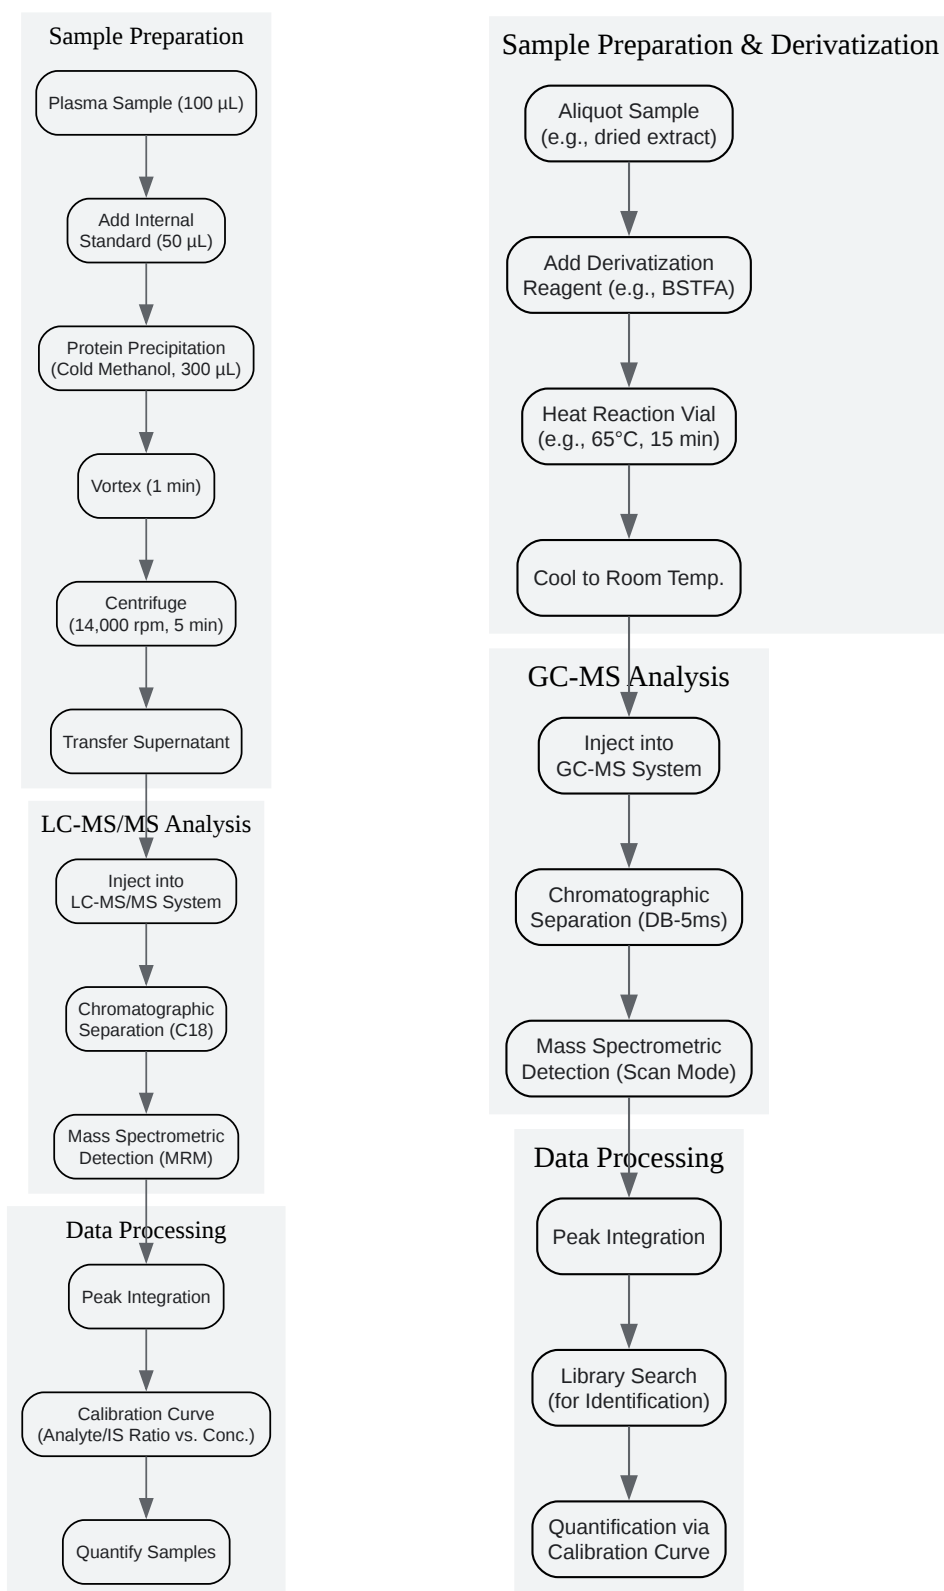 Sample Preparation
Plasma Sample (100 µL)
Add Internal
Standard (50 µL)
Protein Precipitation
(Cold Methanol, 300 µL)
Vortex (1 min)
Centrifuge
(14,000 rpm, 5 min)
Transfer Supernatant
LC-MS/MS Analysis
Inject into
LC-MS/MS System
Chromatographic
Separation (C18)
Mass Spectrometric
Detection (MRM)
Data Processing
Peak Integration
Calibration Curve
(Analyte/IS Ratio vs. Conc.)
Quantify Samples
Sample Preparation & Derivatization
Aliquot Sample
(e.g., dried extract)
Add Derivatization
Reagent (e.g., BSTFA)
Heat Reaction Vial
(e.g., 65°C, 15 min)
Cool to Room Temp.
GC-MS Analysis
Inject into
GC-MS System
Chromatographic
Separation (DB-5ms)
Mass Spectrometric
Detection (Scan Mode)
Data Processing
Peak Integration
Library Search
(for Identification)
Quantification via
Calibration Curve